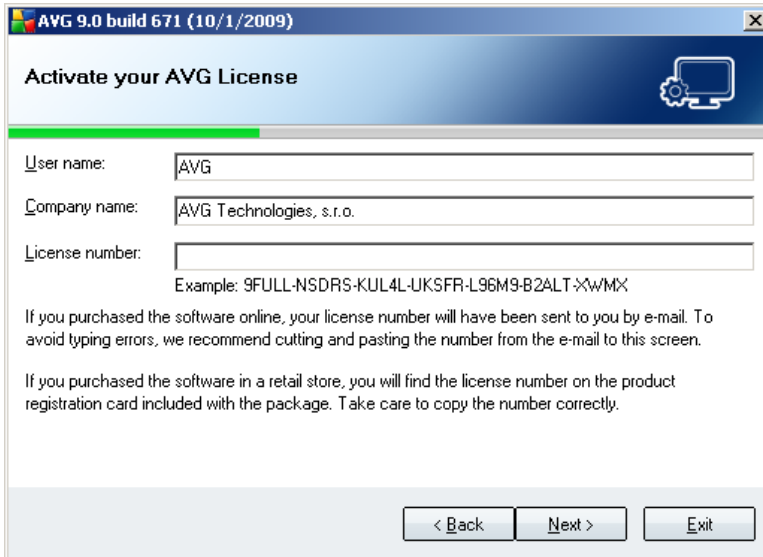 AVG 9.0 build 671 (10/1/2009)
Activate your AVG License
User name:
AVG
Company name:
AVG Technologies, s.r.o.
License number:
Example: 9FULL-NSDRS-KUL4L-UKSFR-L96M9-B2ALT-XWMX
If you purchased the software online, your license number will have been sent to you by e-mail. To
avoid typing errors, we recommend cutting and pasting the number from the e-mail to this screen.
If you purchased the software in a retail store, you will find the license number on the product
registration card included with the package. Take care to copy the number correctly.
< Back
Next >
Exit